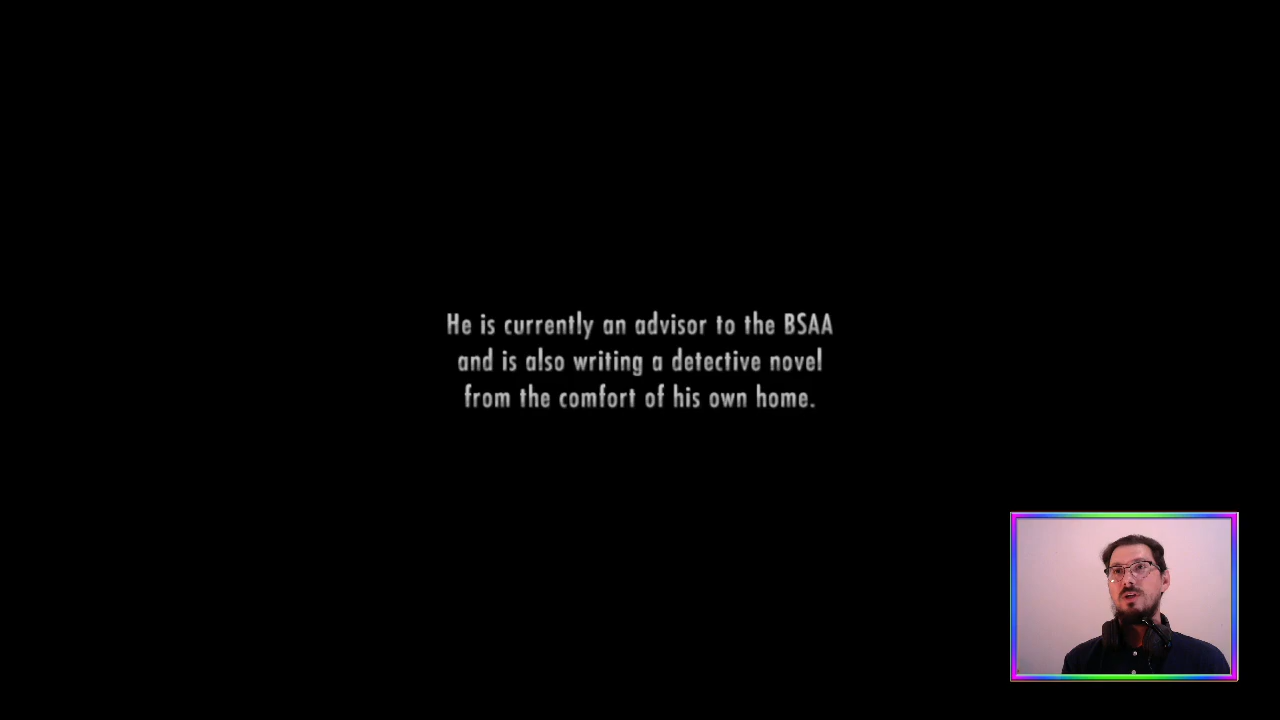 He is currently an advisor to the BSAA
and is also writing a detective novel
from the comfort of his own home.